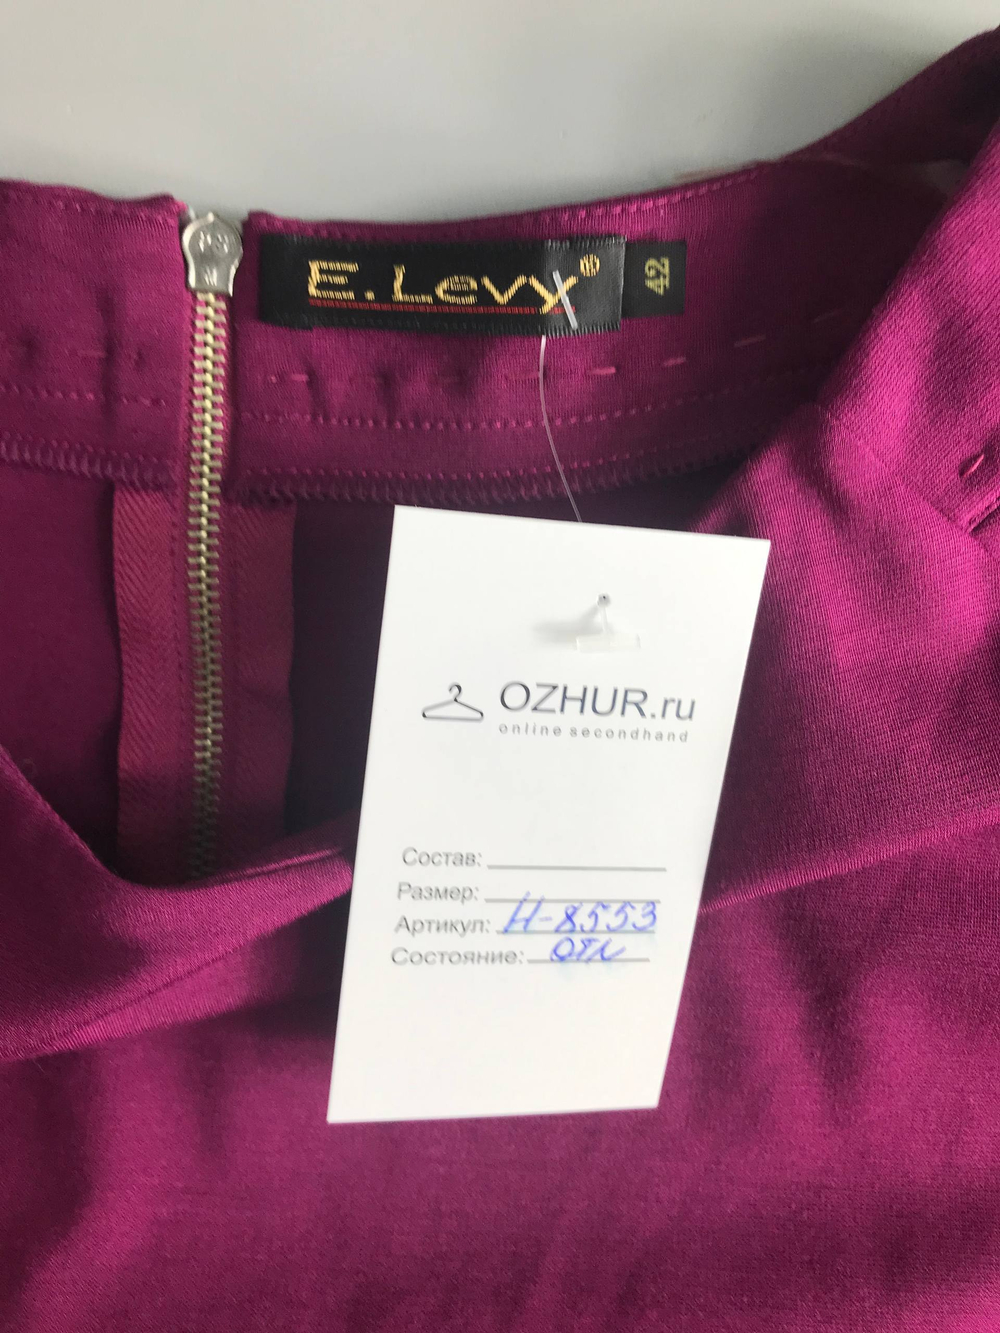 E.Levy®
42
OZHUR.ru
online secondhand
Состав:
Размер:
Артикул: Н-8553
Состояние: отл